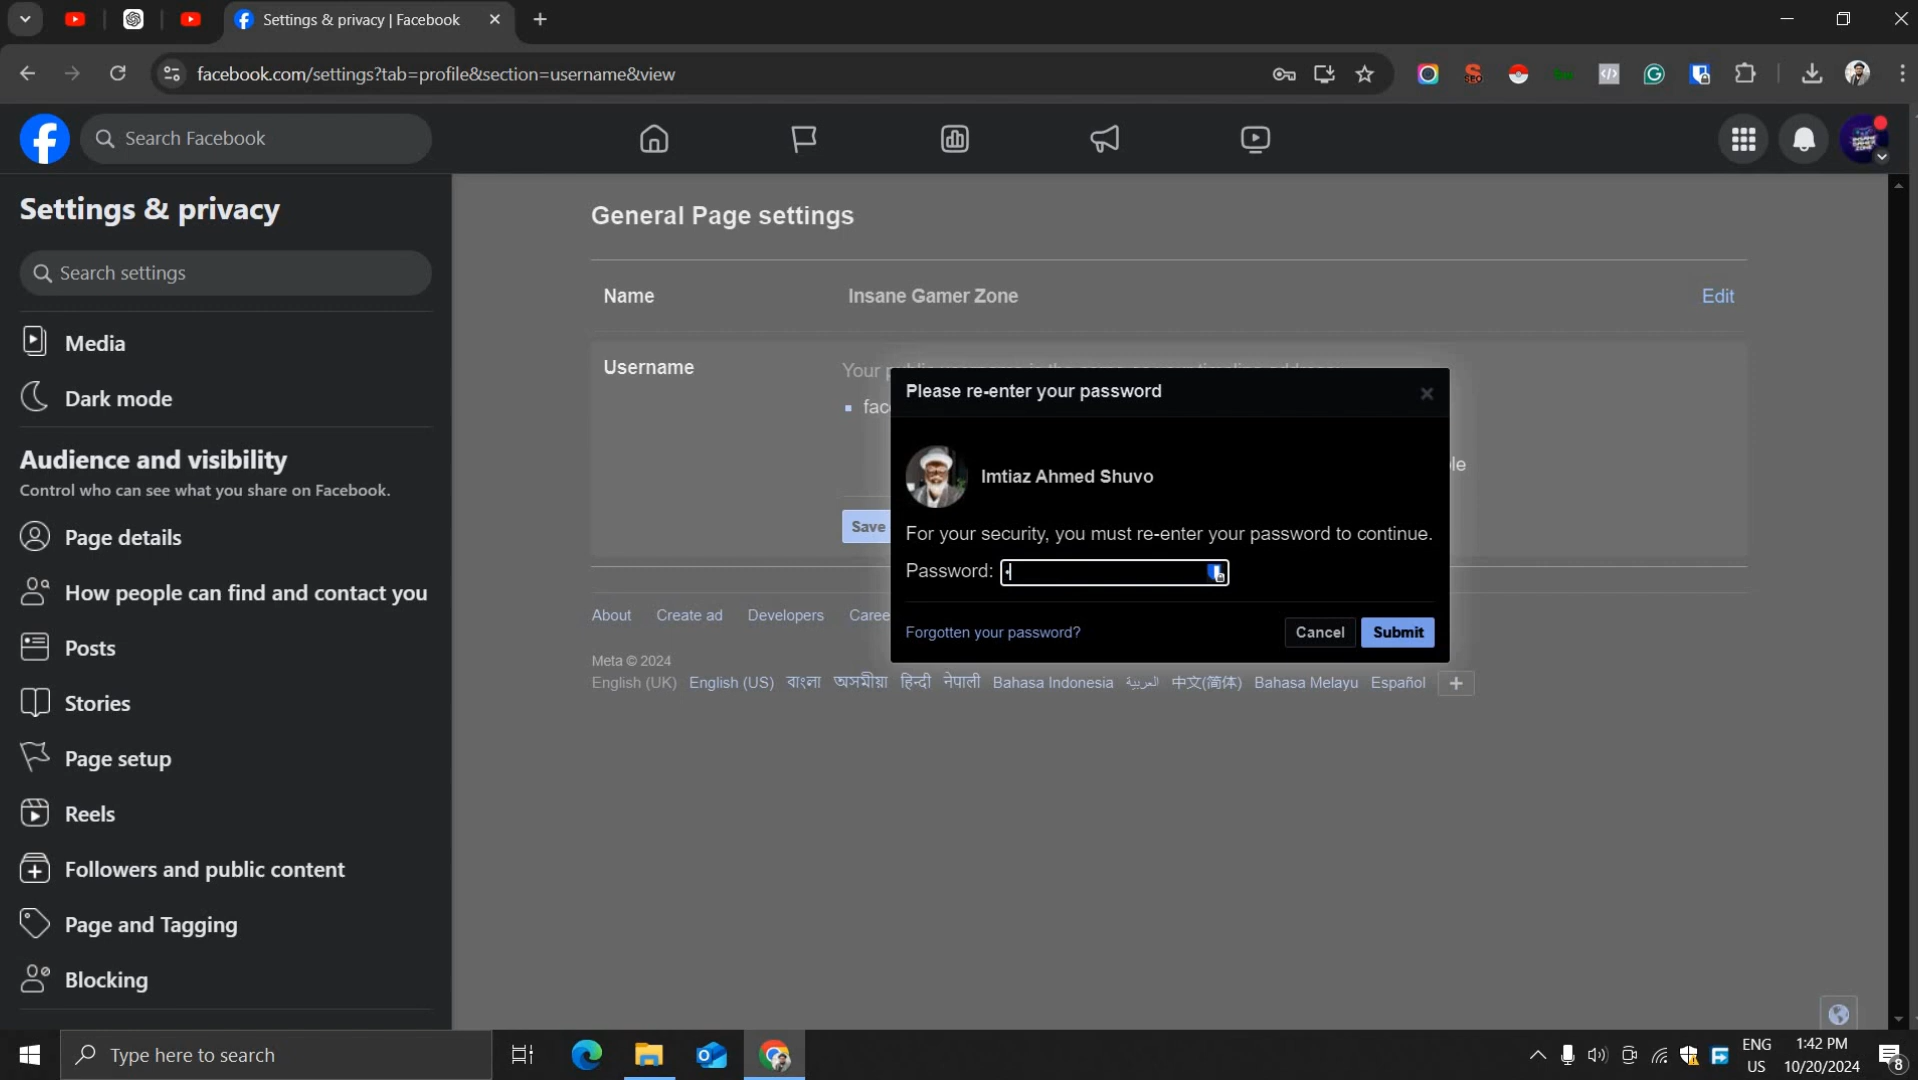 Settings & privacy | Facebook
facebook.com/settings?tab=profile&section=username&view
Search Facebook
Settings & privacy
Search settings
Media
Dark mode
Audience and visibility
Control who can see what you share on Facebook.
Page details
How people can find and contact you
Posts
Stories
Page setup
Reels
Followers and public content
Page and Tagging
Blocking
General Page settings
Name Insane Gamer Zone Edit
Username
Your
fac
le
Save
Please re-enter your password
Imtiaz Ahmed Shuvo
For your security, you must re-enter your password to continue.
Password:
Forgotten your password? Cancel Submit
About Create ad Developers Caree
Meta © 2024
English (UK) English (US) বাংলা অসমীয়া हिन्दी नेपाली Bahasa Indonesia العربية 中文(简体) Bahasa Melayu Español
Type here to search
ENG
US
1:42 PM
10/20/2024
8